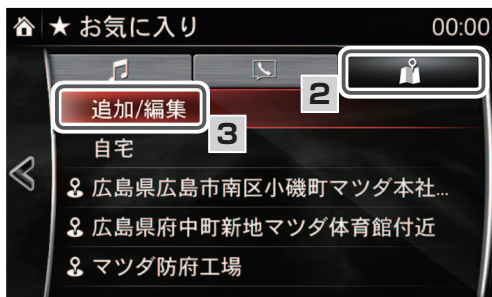 ★ お気に入り 00:00
2
追加/編集
3
自宅
広島県広島市南区小磯町マツダ本社...
広島県府中町新地マツダ体育館付近
マツダ防府工場